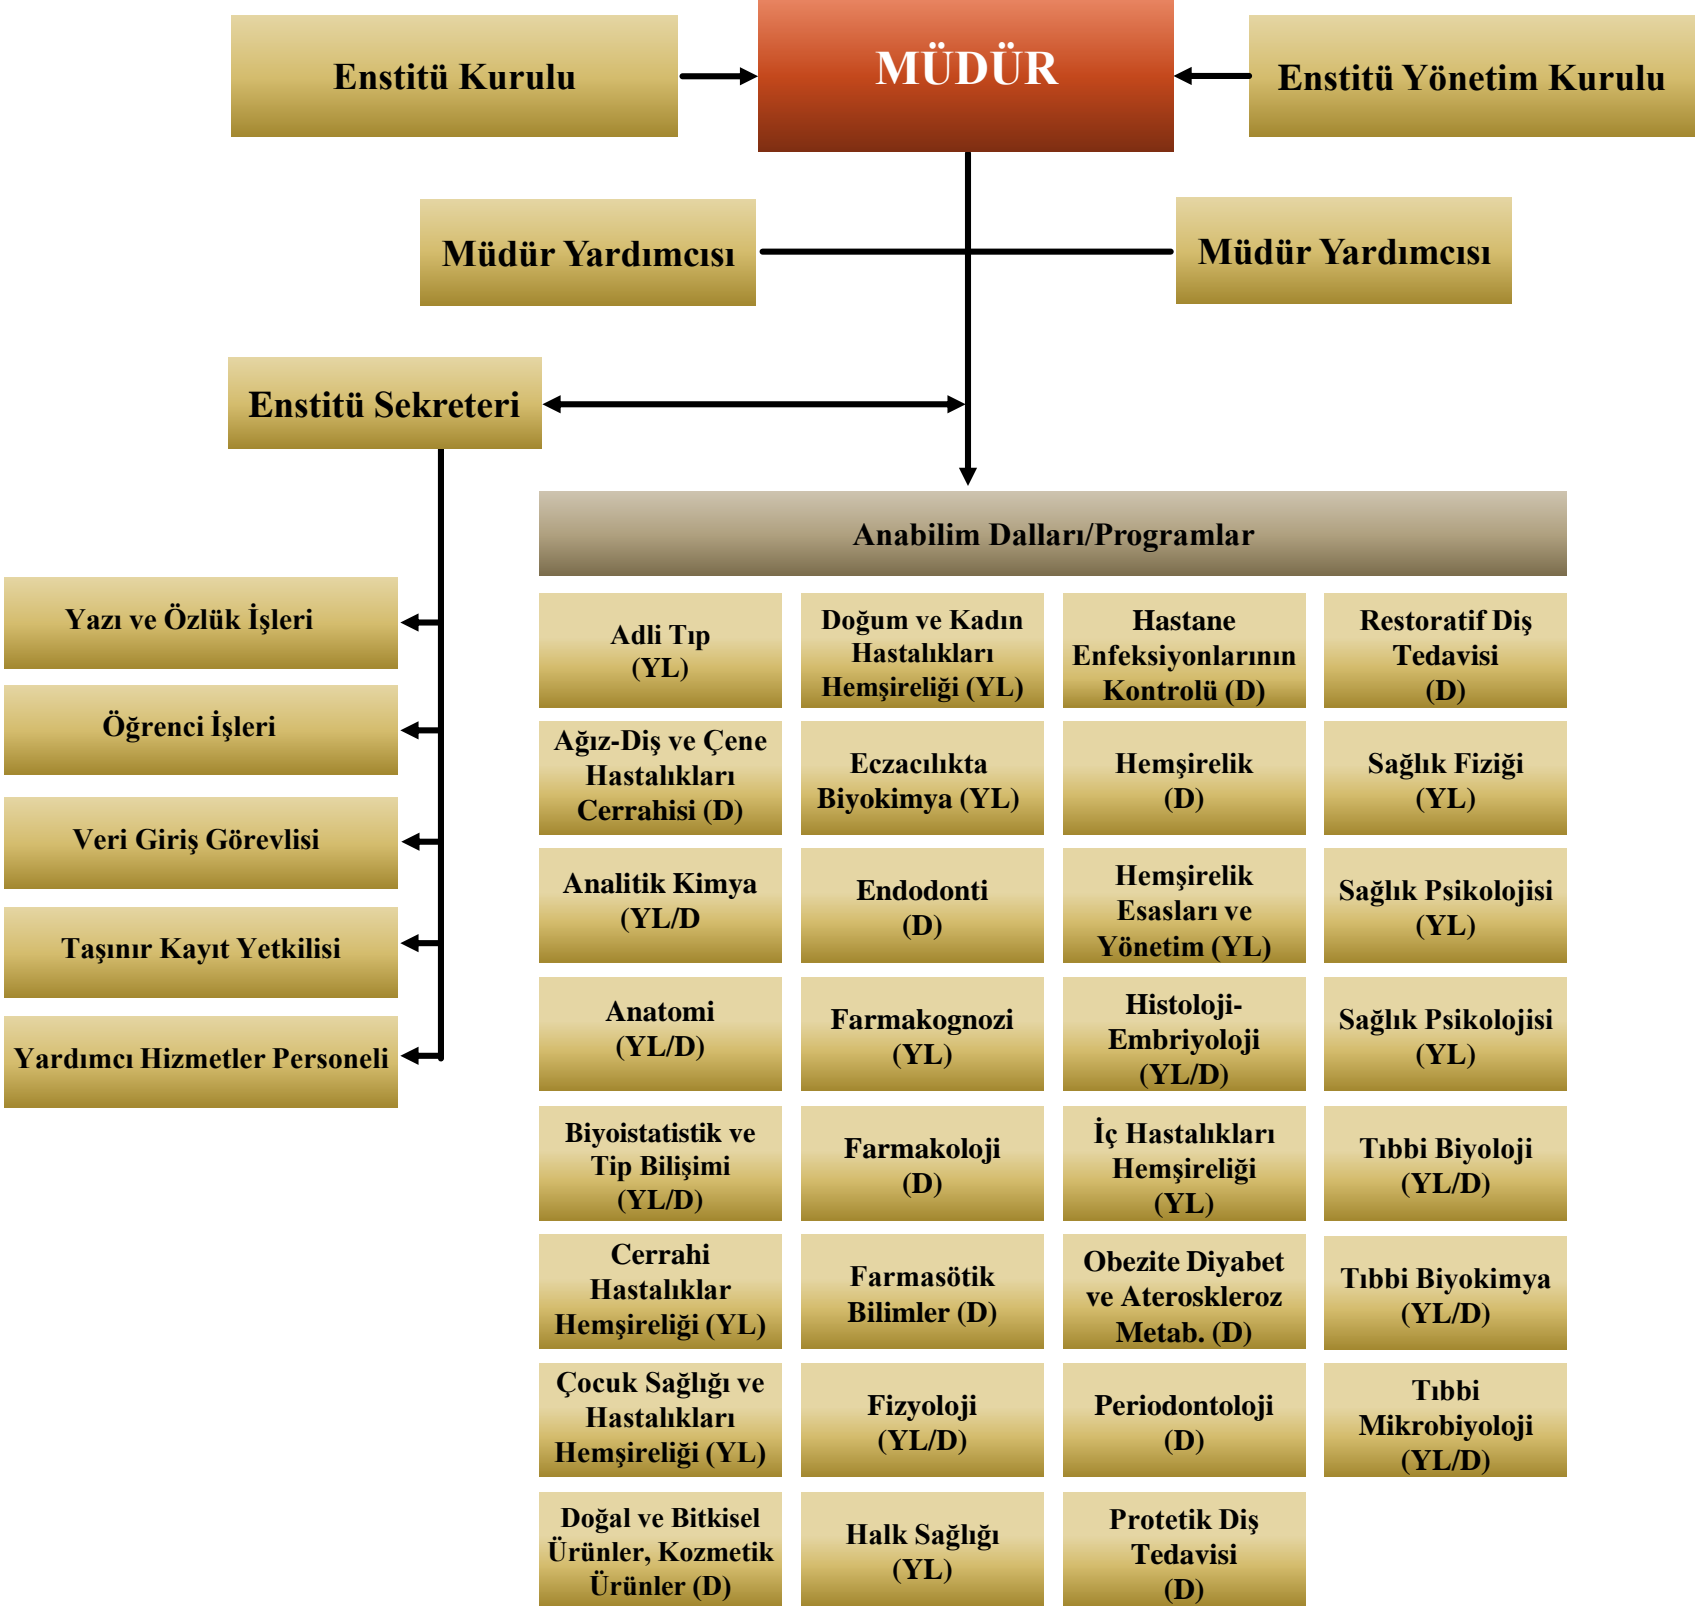 Enstitü Kurulu
MÜDÜR
Enstitü Yönetim Kurulu
Müdür Yardımcısı
Müdür Yardımcısı
Enstitü Sekreteri
Yazı ve Özlük İşleri
Öğrenci İşleri
Veri Giriş Görevlisi
Taşınır Kayıt Yetkilisi
Yardımcı Hizmetler Personeli
Anabilim Dalları/Programlar
Adli Tıp
(YL)
Doğum ve Kadın
Hastalıkları
Hemşireliği (YL)
Hastane
Enfeksiyonlarının
Kontrolü (D)
Restoratif Diş
Tedavisi
(D)
Ağız-Diş ve Çene
Hastalıkları
Cerrahisi (D)
Eczacılıkta
Biyokimya (YL)
Hemşirelik
(D)
Sağlık Fiziği
(YL)
Analitik Kimya
(YL/D
Endodonti
(D)
Hemşirelik
Esasları ve
Yönetim (YL)
Sağlık Psikolojisi
(YL)
Anatomi
(YL/D)
Farmakognozi
(YL)
Histoloji-
Embriyoloji
(YL/D)
Sağlık Psikolojisi
(YL)
Biyoistatistik ve
Tip Bilişimi
(YL/D)
Farmakoloji
(D)
İç Hastalıkları
Hemşireliği
(YL)
Tıbbi Biyoloji
(YL/D)
Cerrahi
Hastalıklar
Hemşireliği (YL)
Farmasötik
Bilimler (D)
Obezite Diyabet
ve Ateroskleroz
Metab. (D)
Tıbbi Biyokimya
(YL/D)
Çocuk Sağlığı ve
Hastalıkları
Hemşireliği (YL)
Fizyoloji
(YL/D)
Periodontoloji
(D)
Tıbbi
Mikrobiyoloji
(YL/D)
Doğal ve Bitkisel
Ürünler, Kozmetik
Ürünler (D)
Halk Sağlığı
(YL)
Protetik Diş
Tedavisi
(D)